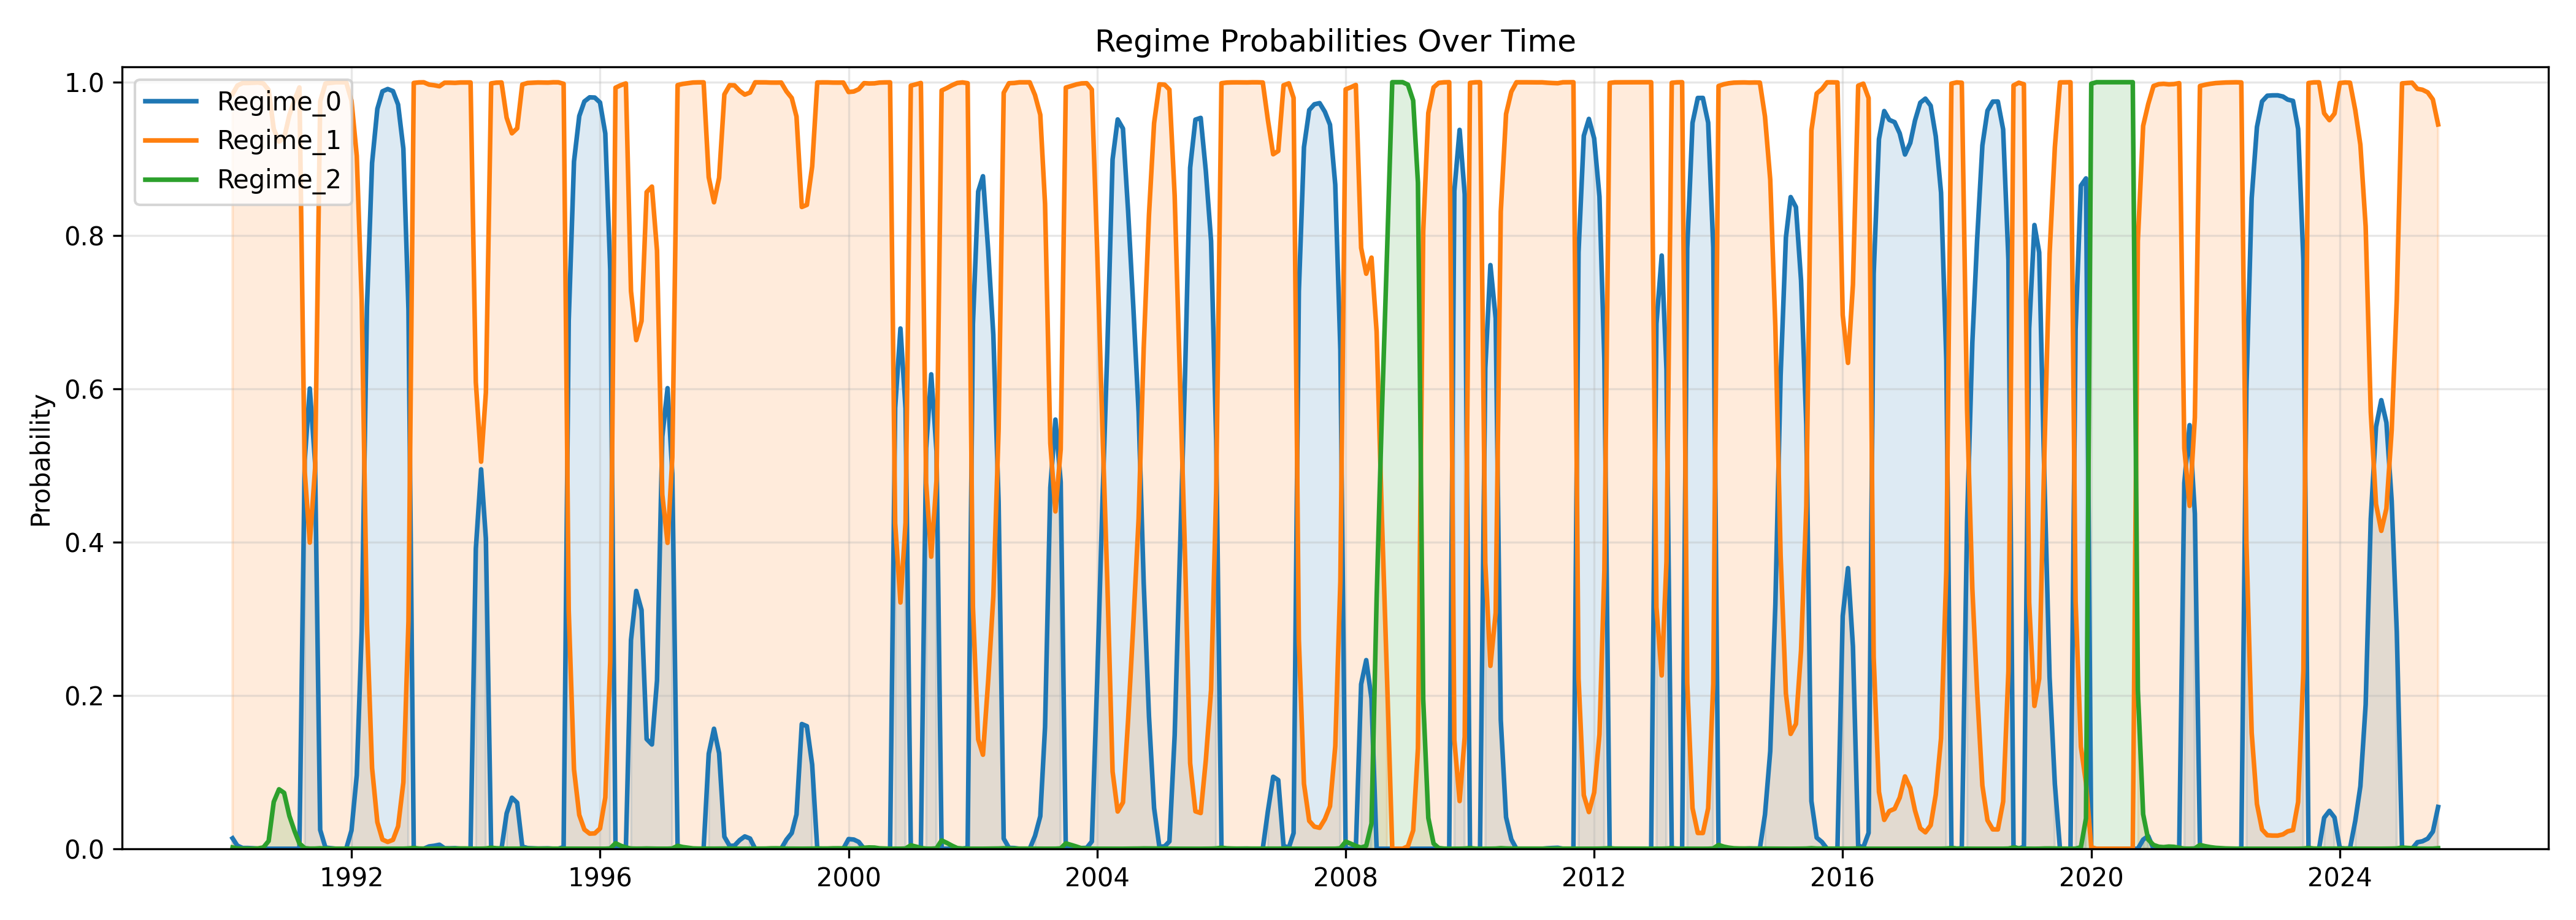 Regime Probabilities Over Time
Regime_0
Regime_1
Regime_2
Probability
1.0
0.8
0.6
0.4
0.2
0.0
1992 1996 2000 2004 2008 2012 2016 2020 2024